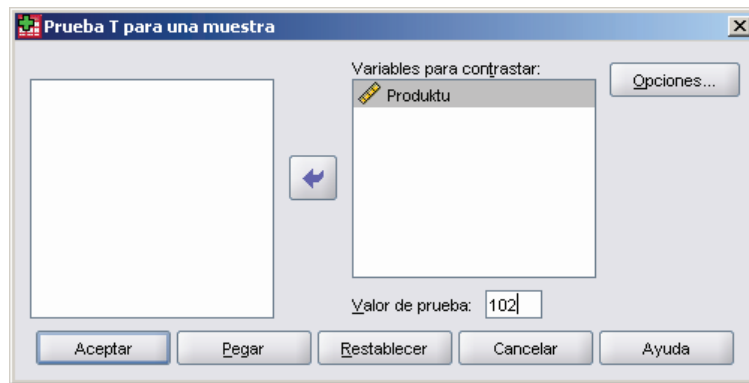 Prueba T para una muestra
Variables para contrastar:
Produktu
Opciones...
Valor de prueba: 102
Aceptar Pegar Restablecer Cancelar Ayuda